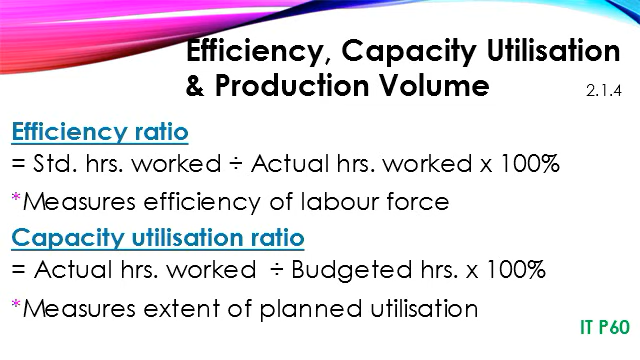 Efficiency, Capacity Utilisation
& Production Volume 2.1.4
Efficiency ratio
= Std. hrs. worked ÷ Actual hrs. worked x 100%
*Measures efficiency of labour force
Capacity utilisation ratio
= Actual hrs. worked ÷ Budgeted hrs. x 100%
*Measures extent of planned utilisation
IT P60